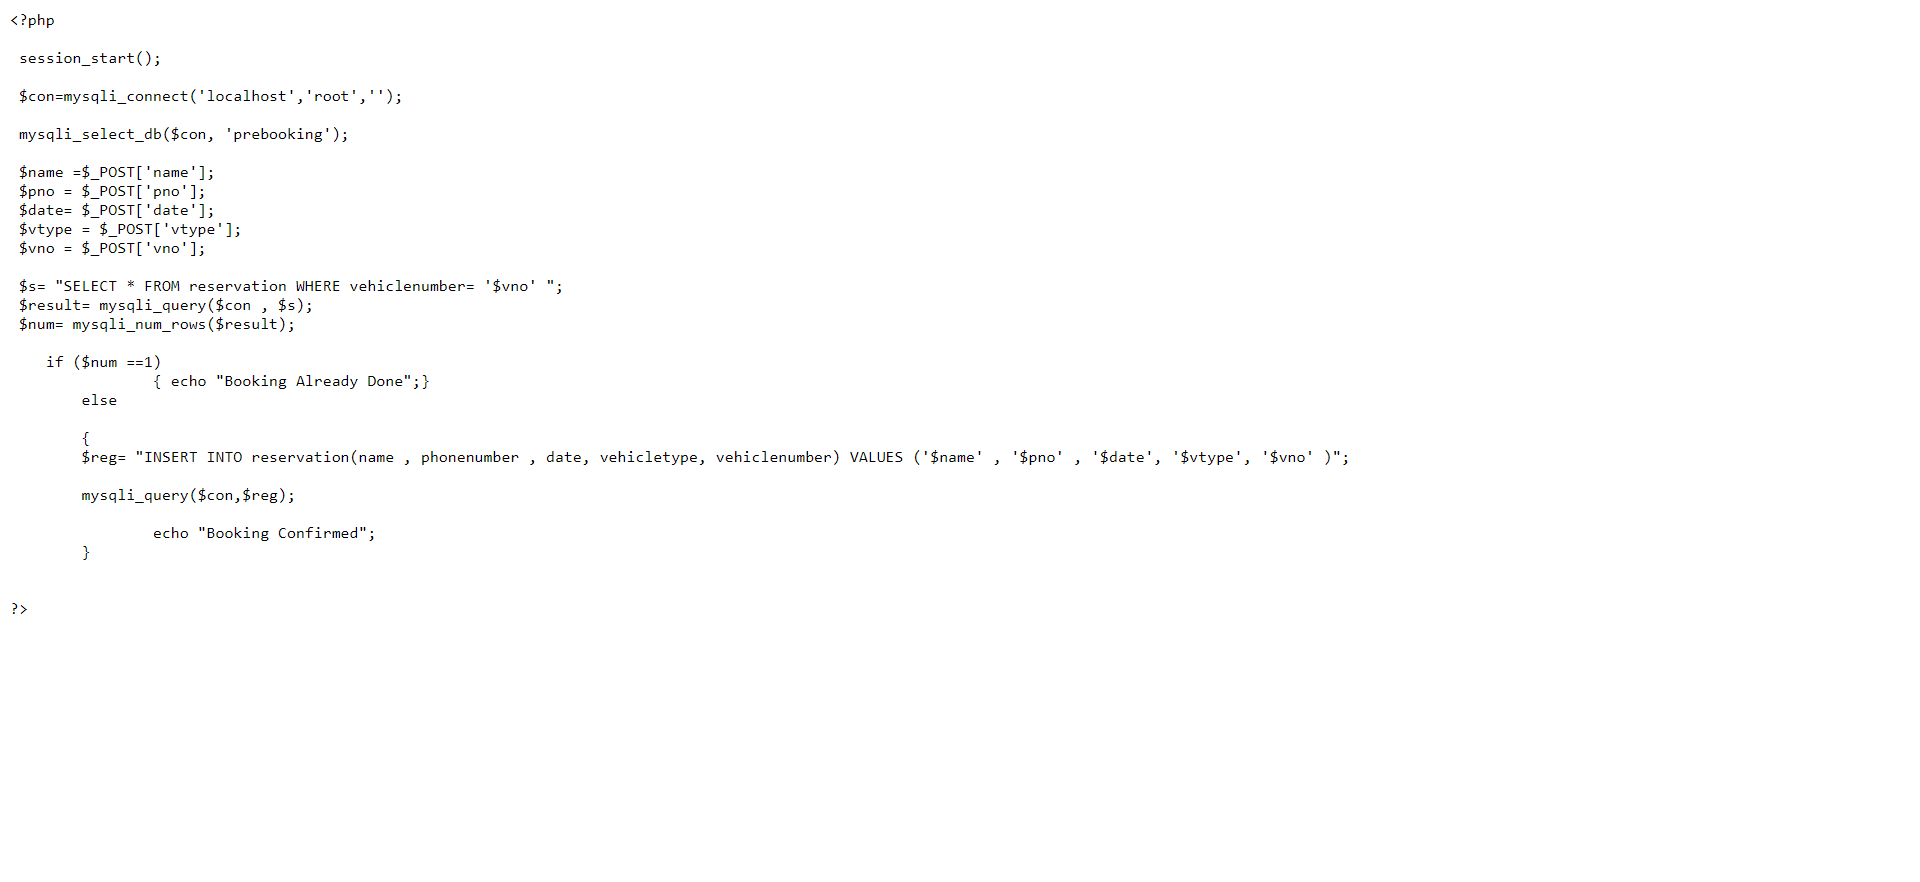 <?php
session_start();
$con=mysqli_connect('localhost','root','');
mysqli_select_db($con, 'prebooking');
$name =$_POST['name'];
$pno = $_POST['pno'];
$date= $_POST['date'];
$vtype = $_POST['vtype'];
$vno = $_POST['vno'];
$s= "SELECT * FROM reservation WHERE vehiclenumber= '$vno' ";
$result= mysqli_query($con , $s);
$num= mysqli_num_rows($result);
if ($num ==1)
{ echo "Booking Already Done";}
else
{
$reg= "INSERT INTO reservation(name , phonenumber , date, vehicletype, vehiclenumber) VALUES ('$name' , '$pno' , '$date', '$vtype', '$vno' )";
mysqli_query($con,$reg);
echo "Booking Confirmed";
}
?>